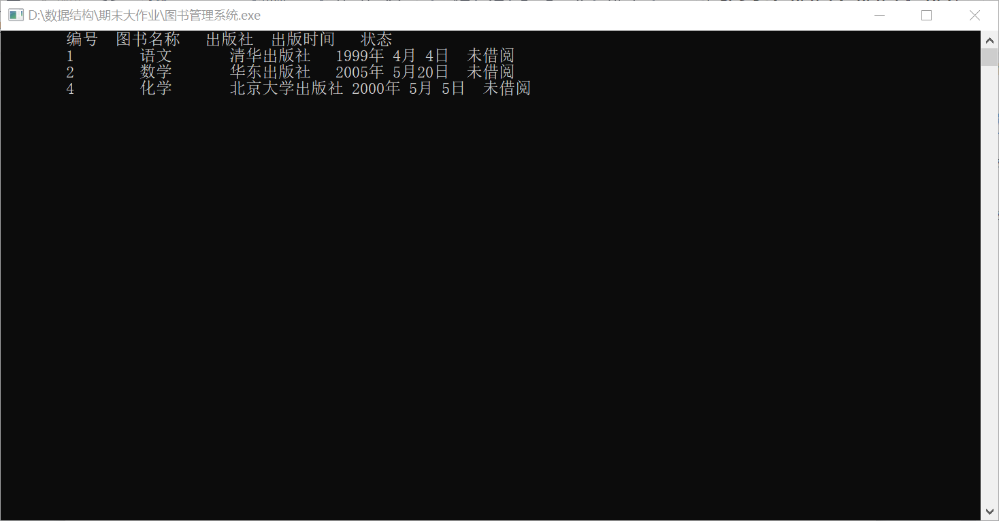 D:\数据结构\期末大作业\图书管理系统.exe
编号 图书名称 出版社 出版时间 状态
1 语文 清华出版社 1999年 4月 4日 未借阅
2 数学 华东出版社 2005年 5月20日 未借阅
4 化学 北京大学出版社 2000年 5月 5日 未借阅